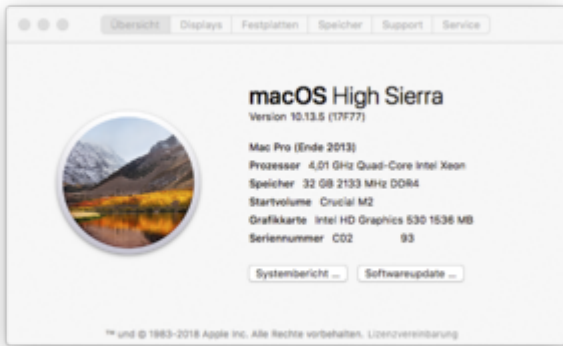 Übersicht Displays Festplatten Speicher Support Service
macOS High Sierra
Version 10.13.5 (17F77)
Mac Pro (Ende 2013)
Prozessor 4,01 GHz Quad-Core Intel Xeon
Speicher 32 GB 2133 MHz DDR4
Startvolume Crucial M2
Grafikkarte Intel HD Graphics 530 1536 MB
Seriennummer C02 93
Systembericht ... Softwareupdate ...
™ und © 1983-2018 Apple Inc. Alle Rechte vorbehalten. Lizenzvereinbarung